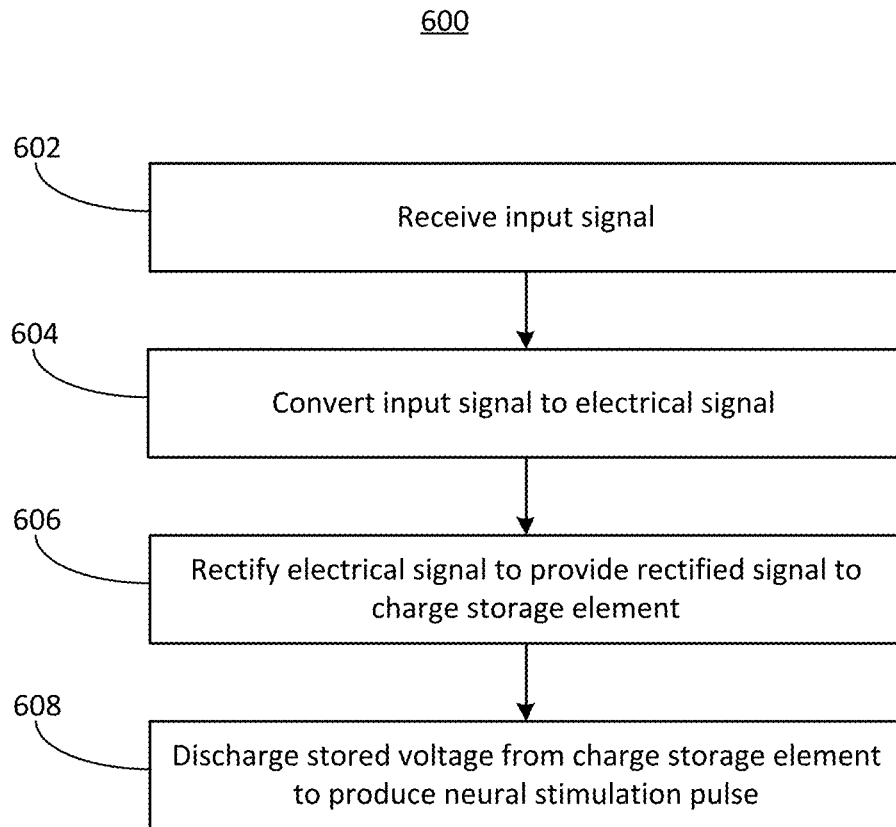 600
602
Receive input signal
604
Convert input signal to electrical signal
606
Rectify electrical signal to provide rectified signal to
charge storage element
608
Discharge stored voltage from charge storage element
to produce neural stimulation pulse